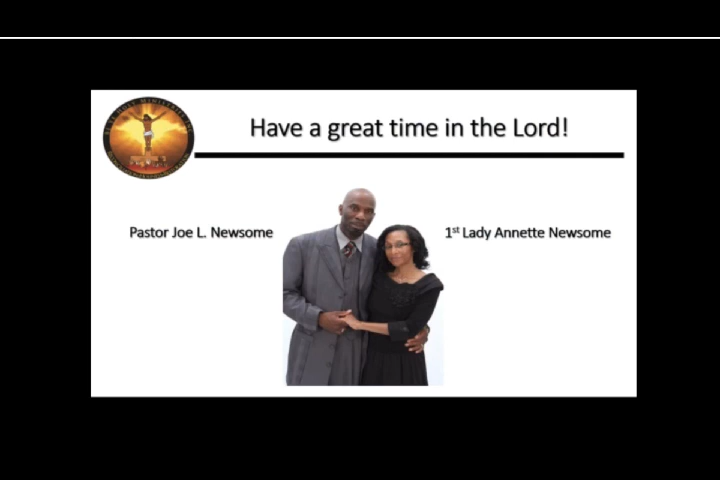 Have a great time in the Lord!
Pastor Joe L. Newsome
1st Lady Annette Newsome